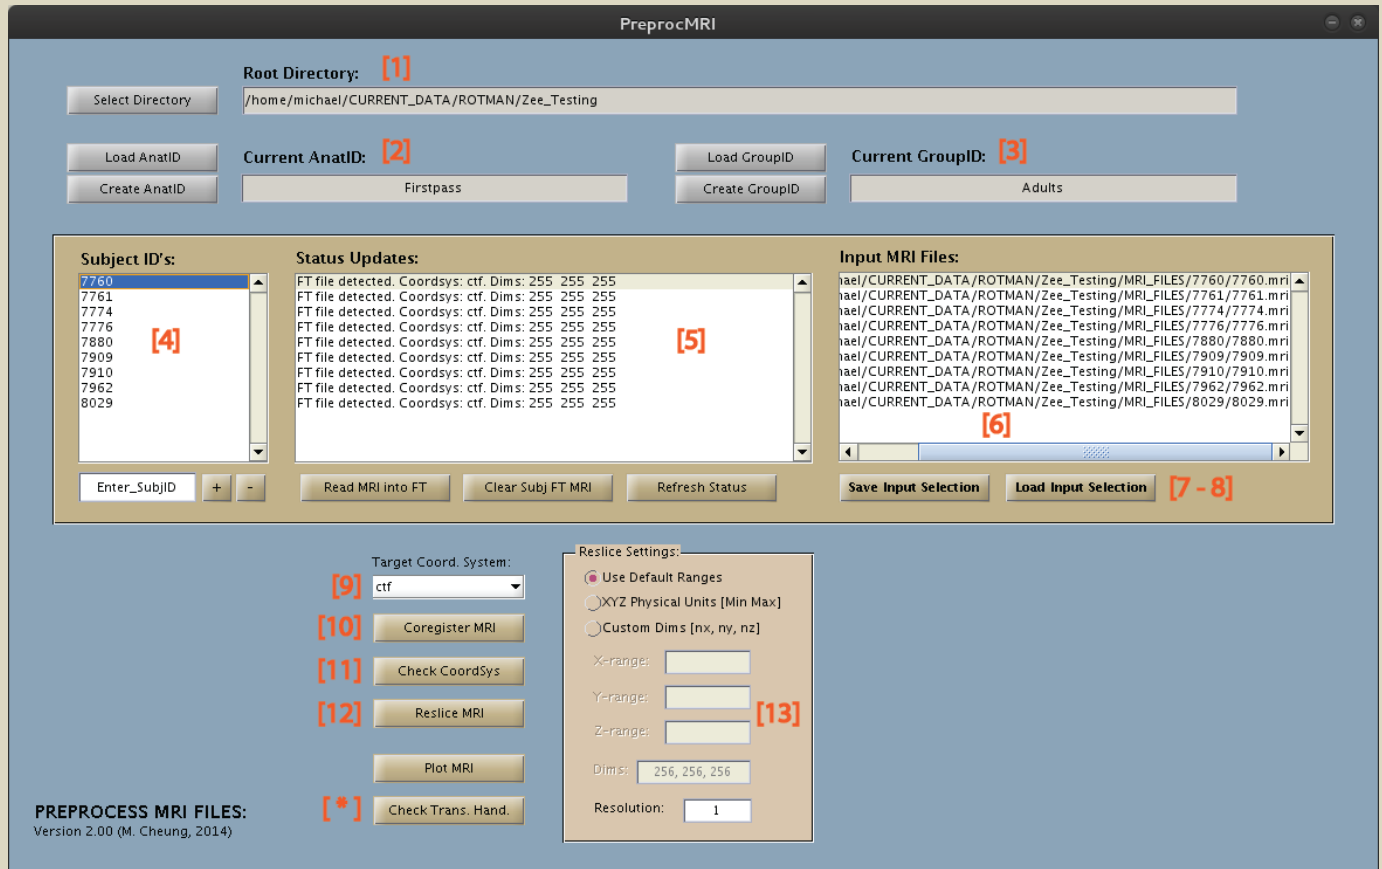 PreprocMRI
Root Directory: [1]
Select Directory /home/michael/CURRENT_DATA/ROTMAN/Zee_Testing
Load AnatID Current AnatID: [2] Load GroupID Current GroupID: [3]
Create AnatID Firstpass Create GroupID Adults
Subject ID's: Status Updates: Input MRI Files:
7760 FT file detected. Coordsys: ctf. Dims: 255 255 255 hael/CURRENT_DATA/ROTMAN/Zee_Testing/MRI_FILES/7760/7760.mri
7761 FT file detected. Coordsys: ctf. Dims: 255 255 255 hael/CURRENT_DATA/ROTMAN/Zee_Testing/MRI_FILES/7761/7761.mri
7774 FT file detected. Coordsys: ctf. Dims: 255 255 255 hael/CURRENT_DATA/ROTMAN/Zee_Testing/MRI_FILES/7774/7774.mri
7776 FT file detected. Coordsys: ctf. Dims: 255 255 255 hael/CURRENT_DATA/ROTMAN/Zee_Testing/MRI_FILES/7776/7776.mri
7880 FT file detected. Coordsys: ctf. Dims: 255 255 255 hael/CURRENT_DATA/ROTMAN/Zee_Testing/MRI_FILES/7880/7880.mri
7909 FT file detected. Coordsys: ctf. Dims: 255 255 255 hael/CURRENT_DATA/ROTMAN/Zee_Testing/MRI_FILES/7909/7909.mri
7910 FT file detected. Coordsys: ctf. Dims: 255 255 255 hael/CURRENT_DATA/ROTMAN/Zee_Testing/MRI_FILES/7910/7910.mri
7962 FT file detected. Coordsys: ctf. Dims: 255 255 255 hael/CURRENT_DATA/ROTMAN/Zee_Testing/MRI_FILES/7962/7962.mri
8029 FT file detected. Coordsys: ctf. Dims: 255 255 255 hael/CURRENT_DATA/ROTMAN/Zee_Testing/MRI_FILES/8029/8029.mri
[4] [5] [6]
Enter_SubjID + - Read MRI into FT Clear Subj FT MRI Refresh Status Save Input Selection Load Input Selection [7 - 8]
Target Coord. System:
[9] ctf
[10] Coregister MRI
[11] Check CoordSys
[12] Reslice MRI
Plot MRI
[*] Check Trans. Hand.
Reslice Settings:
Use Default Ranges
XYZ Physical Units [Min Max]
Custom Dims [nx, ny, nz]
X-range:
Y-range:
Z-range: [13]
Dims: 256, 256, 256
Resolution: 1
PREPROCESS MRI FILES:
Version 2.00 (M. Cheung, 2014)